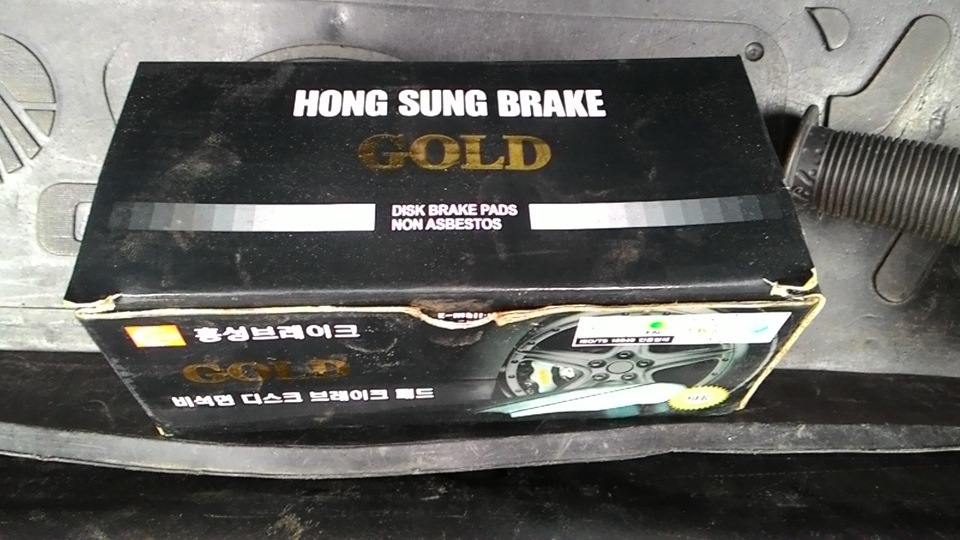 HONG SUNG BRAKE
GOLD
DISK BRAKE PADS
NON ASBESTOS
홍성브레이크
GOLD
비석면 디스크 브레이크 패드